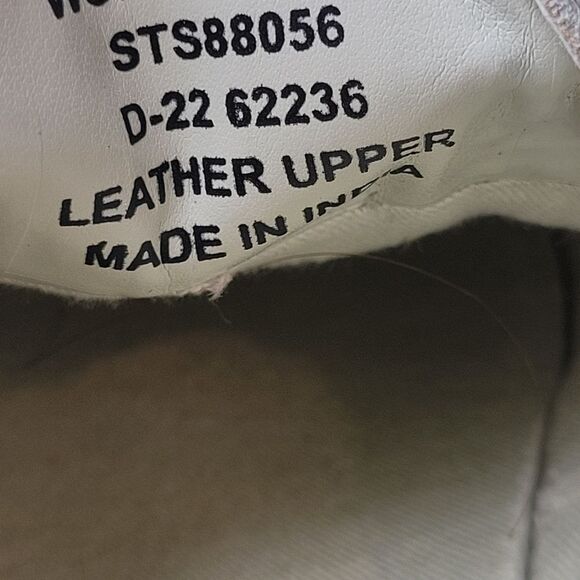 STS88056
D-22 62236
LEATHER UPPER
MADE IN INDIA